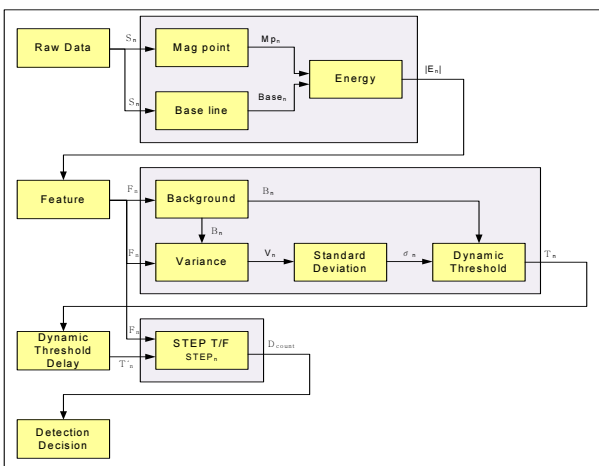 Raw Data
Sₙ
Mag point
Mpₙ
Energy
|Eₙ|
Sₙ
Base line
Baseₙ
Feature
Fₙ
Background
Bₙ
Bₙ
Fₙ
Variance
Vₙ
Standard
Deviation
σₙ
Dynamic
Threshold
Tₙ
Dynamic
Threshold
Delay
Fₙ
T'ₙ
STEP T/F
STEPₙ
D_count
Detection
Decision